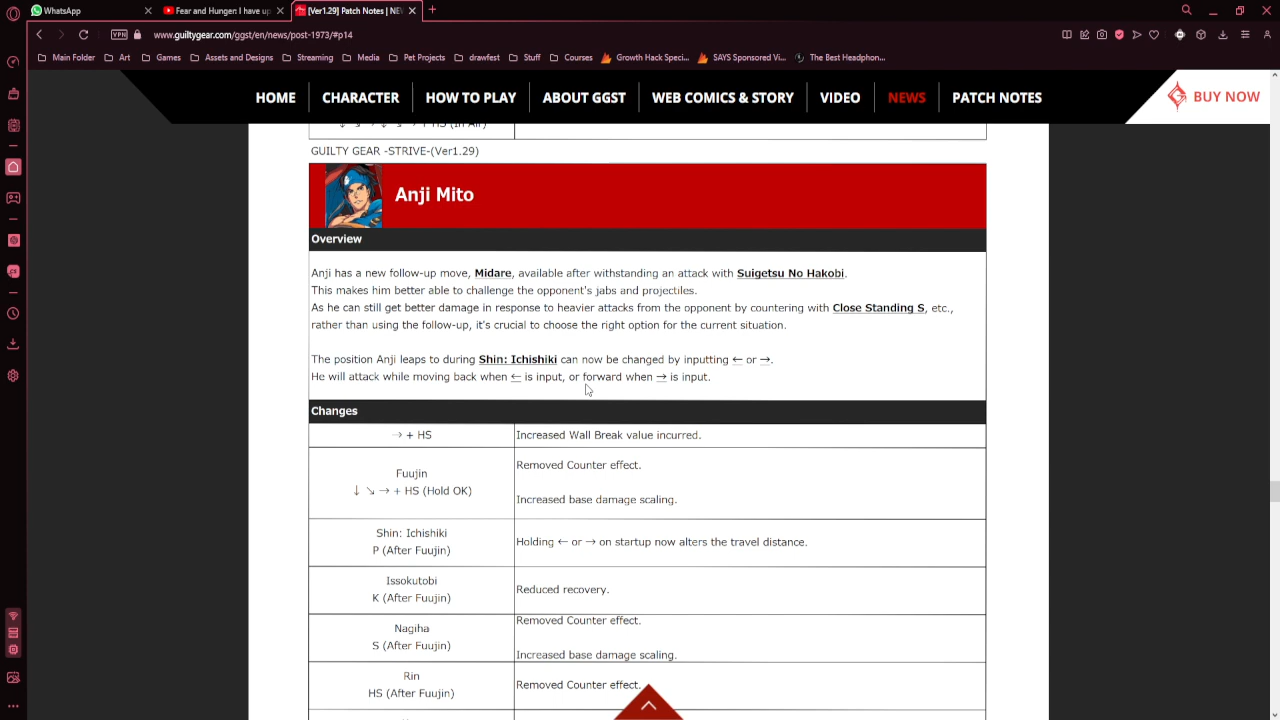 WhatsApp
Fear and Hunger: I have up
[Ver1.29] Patch Notes | NE
VPN
www.guiltygear.com/ggst/en/news/post-1973/#p14
Main Folder
Art
Games
Assets and Designs
Streaming
Media
Pet Projects
drawfest
Stuff
Courses
Growth Hack Speci...
SAYS Sponsored Vi...
The Best Headphon...
HOME
CHARACTER
HOW TO PLAY
ABOUT GGST
WEB COMICS & STORY
VIDEO
NEWS
PATCH NOTES
BUY NOW
↓ ↘ → ↓ ↘ → + HS (In Air)
GUILTY GEAR -STRIVE-(Ver1.29)
Anji Mito
Overview
Anji has a new follow-up move, Midare, available after withstanding an attack with Suigetsu No Hakobi.
This makes him better able to challenge the opponent's jabs and projectiles.
As he can still get better damage in response to heavier attacks from the opponent by countering with Close Standing S, etc.,
rather than using the follow-up, it's crucial to choose the right option for the current situation.
The position Anji leaps to during Shin: Ichishiki can now be changed by inputting ← or →.
He will attack while moving back when ← is input, or forward when → is input.
Changes
→ + HS
Increased Wall Break value incurred.
Fuujin
↓ ↘ → + HS (Hold OK)
Removed Counter effect.
Increased base damage scaling.
Shin: Ichishiki
P (After Fuujin)
Holding ← or → on startup now alters the travel distance.
Issokutobi
K (After Fuujin)
Reduced recovery.
Nagiha
S (After Fuujin)
Removed Counter effect.
Increased base damage scaling.
Rin
HS (After Fuujin)
Removed Counter effect.